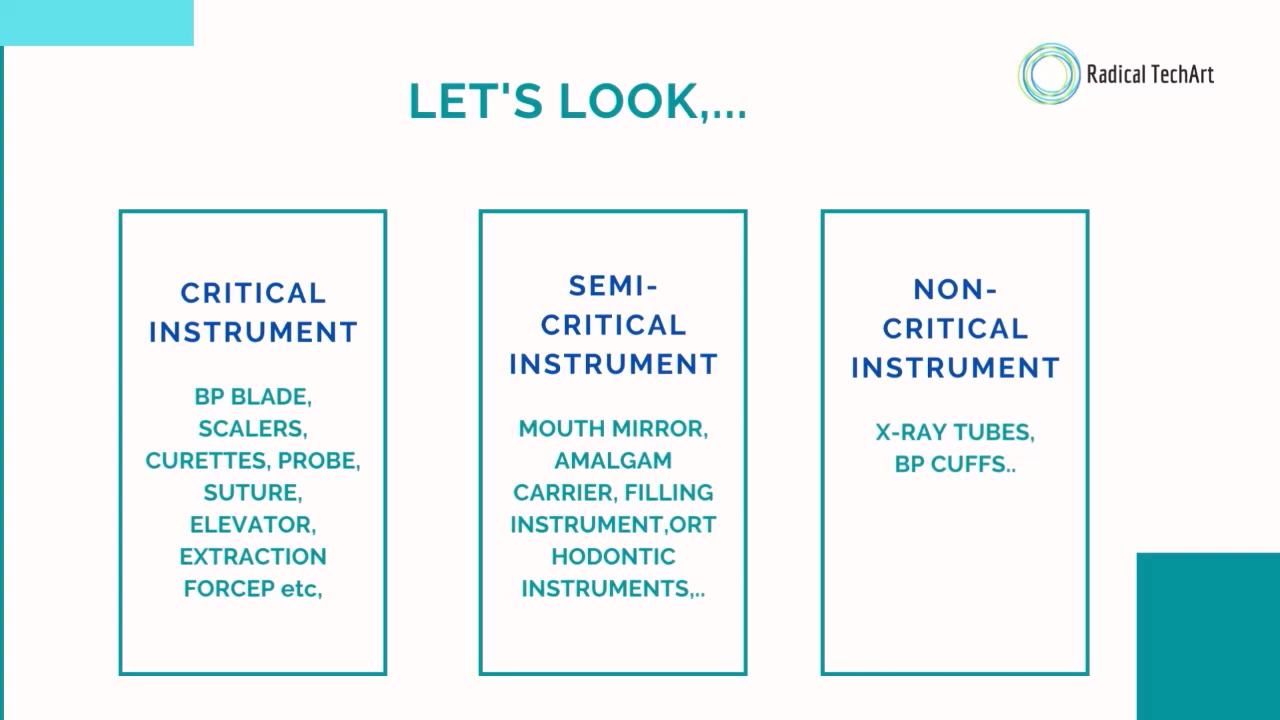 Radical TechArt
LET'S LOOK,...
CRITICAL
INSTRUMENT
BP BLADE,
SCALERS,
CURETTES, PROBE,
SUTURE,
ELEVATOR,
EXTRACTION
FORCEP etc,
SEMI-
CRITICAL
INSTRUMENT
MOUTH MIRROR,
AMALGAM
CARRIER, FILLING
INSTRUMENT,ORT
HODONTIC
INSTRUMENTS,..
NON-
CRITICAL
INSTRUMENT
X-RAY TUBES,
BP CUFFS..